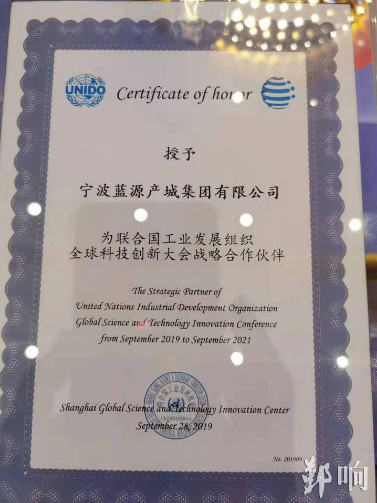 UNIDO
Certificate of honor
授予
宁波蓝源产城集团有限公司
为联合国工业发展组织
全球科技创新大会战略合作伙伴
The Strategic Partner of
United Nations Industrial Development Organization
Global Science and Technology Innovation Conference
from September 2019 to September 2021
Shanghai Global Science and Technology Innovation Center
September 28, 2019
No. 201909
鄞响